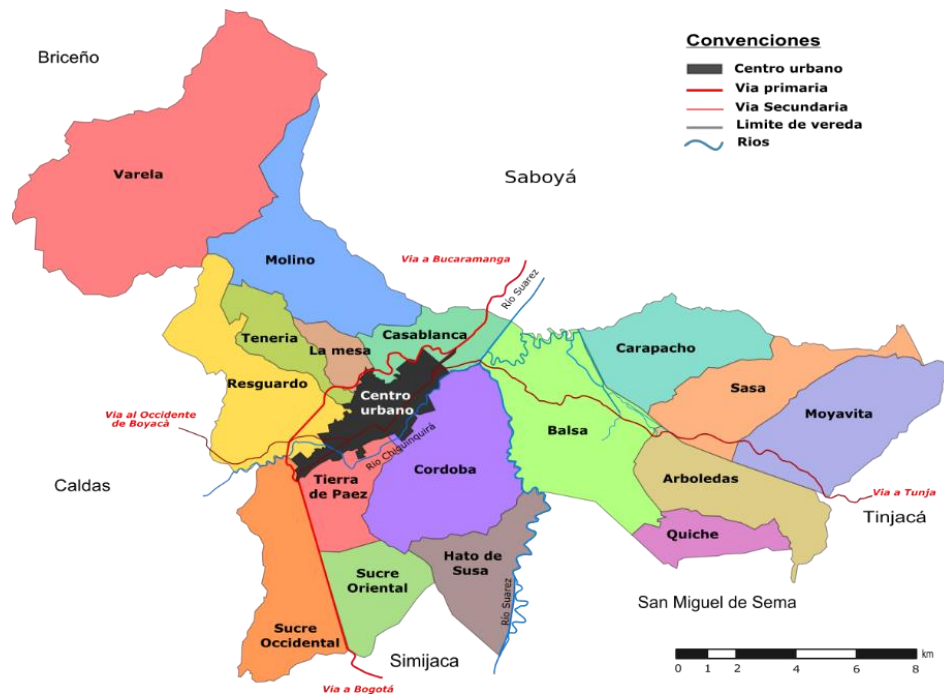 Briceño
Convenciones
Centro urbano
Via primaria
Via Secundaria
Limite de vereda
Rios
Varela
Saboyá
Molino
Via a Bucaramanga
Río Suarez
Teneria
La mesa
Casablanca
Carapacho
Resguardo
Sasa
Centro
urbano
Moyavita
Via al Occidente
de Boyacá
Balsa
Río Chiquinquirá
Cordoba
Caldas
Tierra
de Paez
Arboledas
Via a Tunja
Tinjacá
Quiche
Hato de
Susa
Sucre
Oriental
Río Suarez
San Miguel de Sema
Sucre
Occidental
Simijaca
Via a Bogotá
km
0 1 2 4 6 8